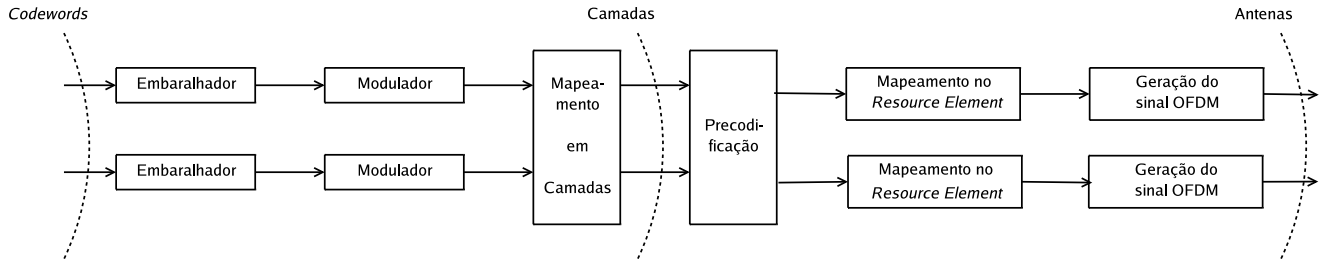 Codewords
Camadas
Antenas
Embaralhador
Modulador
Mapea-
mento
em
Camadas
Precodi-
ficação
Mapeamento no
Resource Element
Geração do
sinal OFDM
Embaralhador
Modulador
Mapeamento no
Resource Element
Geração do
sinal OFDM